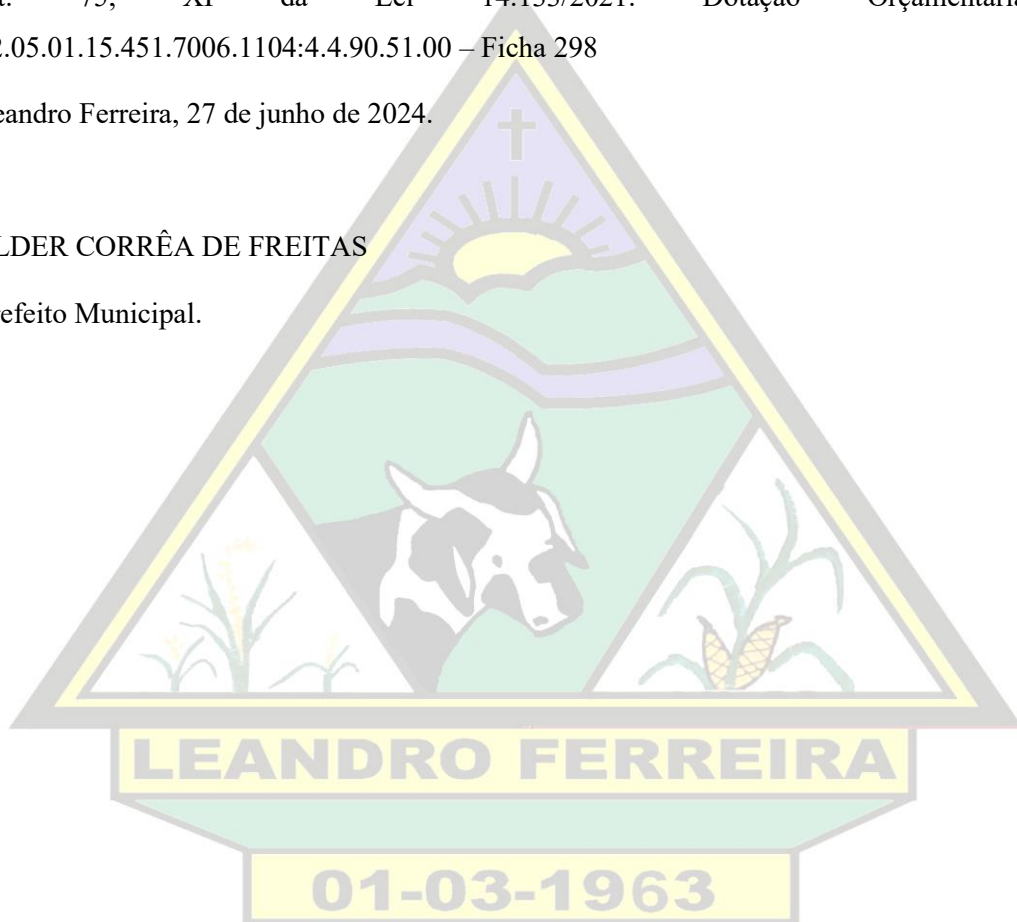 75, XI da Lei 14.133/2021. Dotação Orçamentária
.05.01.15.451.7006.1104:4.4.90.51.00 – Ficha 298
eandro Ferreira, 27 de junho de 2024.
LDER CORRÊA DE FREITAS
refeito Municipal.
LEANDRO FERREIRA
01-03-1963